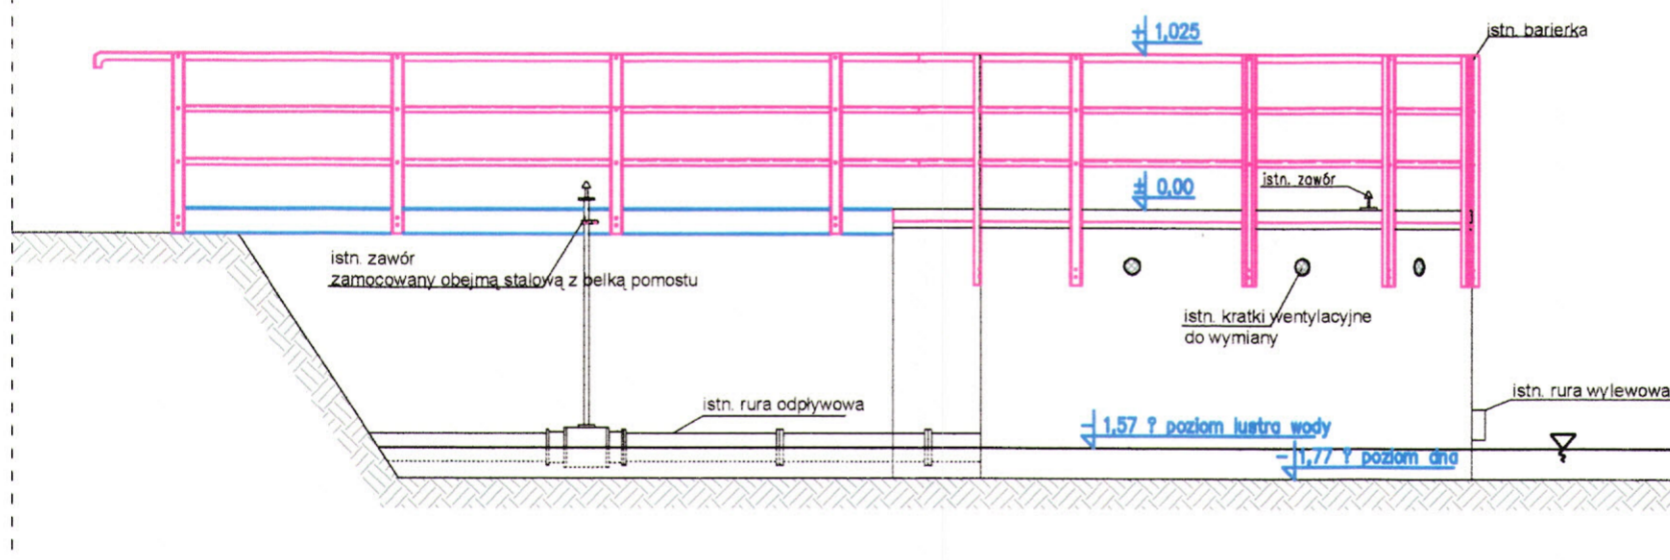 istn. barierka
+ 1,025
± 0,00
istn. zawór
istn. zawór
zamocowany obejmą stalową z belką pomostu
istn. kratki wentylacyjne
do wymiany
istn. rura odpływowa
istn. rura wylewowa
- 1,57 ? poziom lustra wody
- 1,77 ? poziom dna